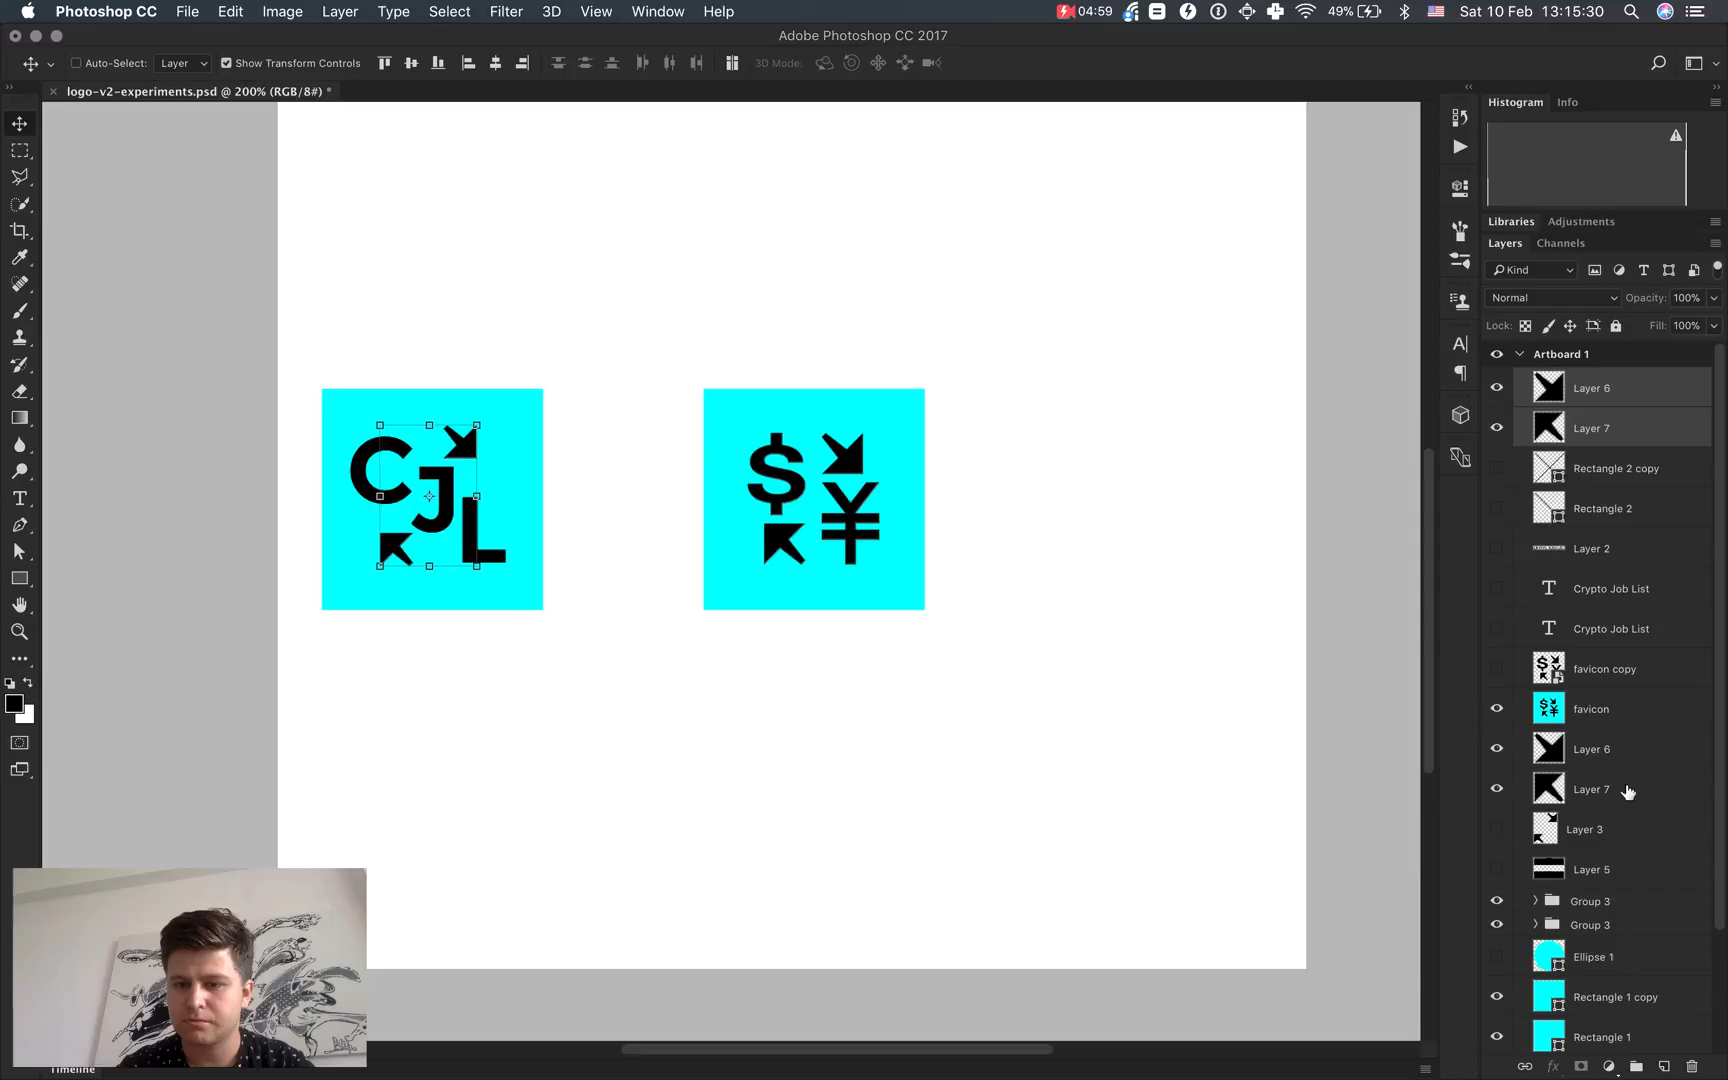 Photoshop CC File Edit Image Layer Type Select Filter 3D View Window Help 04:59 49% Sat 10 Feb 13:15:30
Adobe Photoshop CC 2017
Auto-Select: Layer Show Transform Controls 3D Mode:
logo-v2-experiments.psd @ 200% (RGB/8#) *
Histogram Info
Libraries Adjustments
Layers Channels
Kind
Normal Opacity: 100%
Lock: Fill: 100%
Artboard 1
Layer 6
Layer 7
Rectangle 2 copy
Rectangle 2
Layer 2
Crypto Job List
Crypto Job List
favicon copy
favicon
Layer 6
Layer 7
Layer 3
Layer 5
Group 3
Group 3
Ellipse 1
Rectangle 1 copy
Rectangle 1
C
J
L
$
¥
Timeline